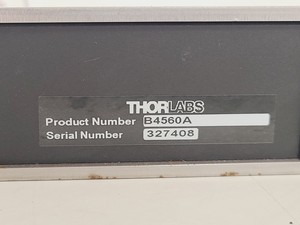 THORLABS
Product Number B4560A
Serial Number 327408